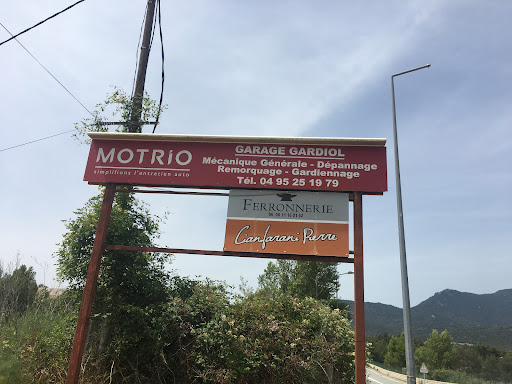 MOTRIO
simplifions l'entretien auto
GARAGE GARDIOL
Mécanique Générale - Dépannage
Remorquage - Gardiennage
Tél. 04 95 25 19 79
FERRONNERIE
Canfarani Pierre